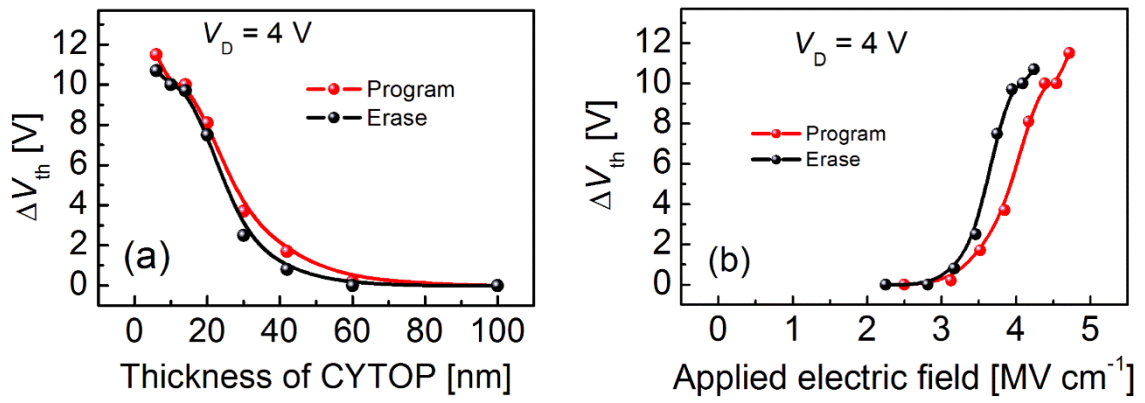 V_D = 4 V
Program
Erase
ΔV_th [V]
12
10
8
6
4
2
0
(a)
0 20 40 60 80 100
Thickness of CYTOP [nm]
V_D = 4 V
Program
Erase
ΔV_th [V]
12
10
8
6
4
2
0
(b)
0 1 2 3 4 5
Applied electric field [MV cm⁻¹]